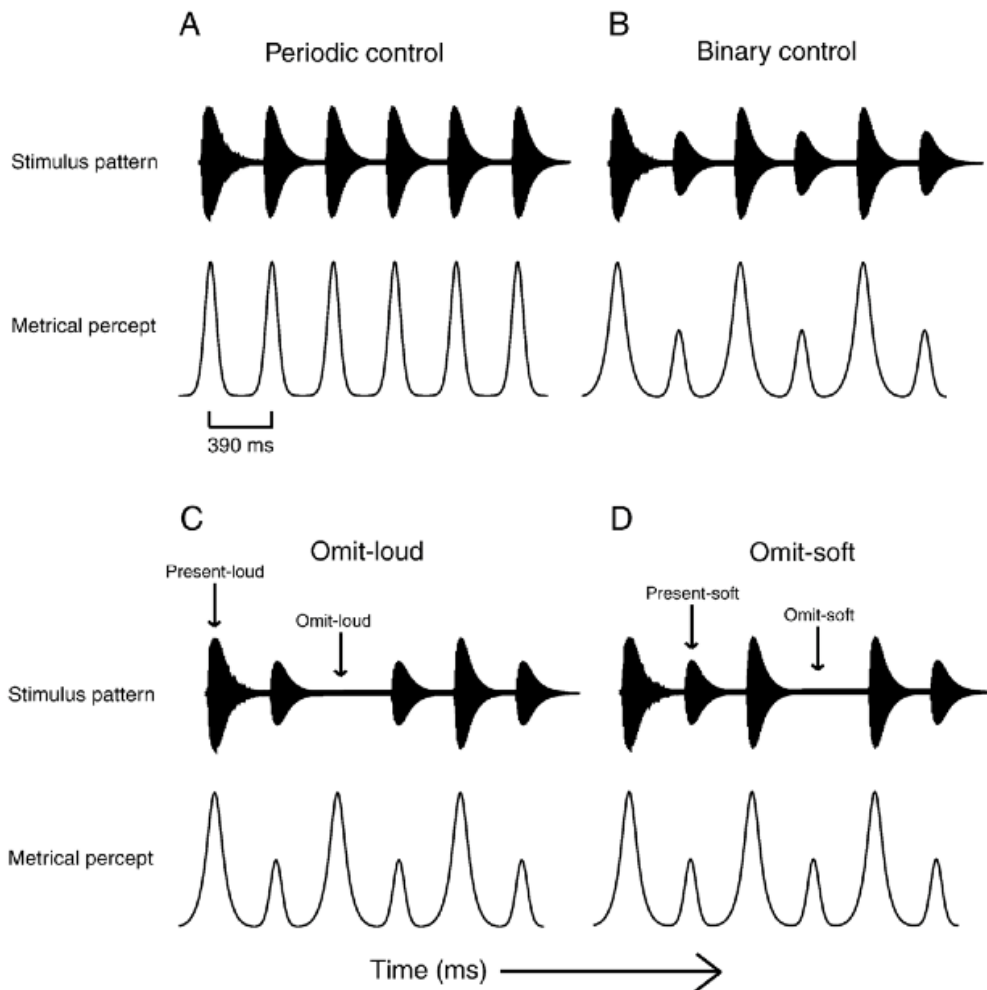 A
Periodic control
B
Binary control
Stimulus pattern
Metrical percept
390 ms
C
Omit-loud
D
Omit-soft
Present-loud
Omit-loud
Present-soft
Omit-soft
Stimulus pattern
Metrical percept
Time (ms)